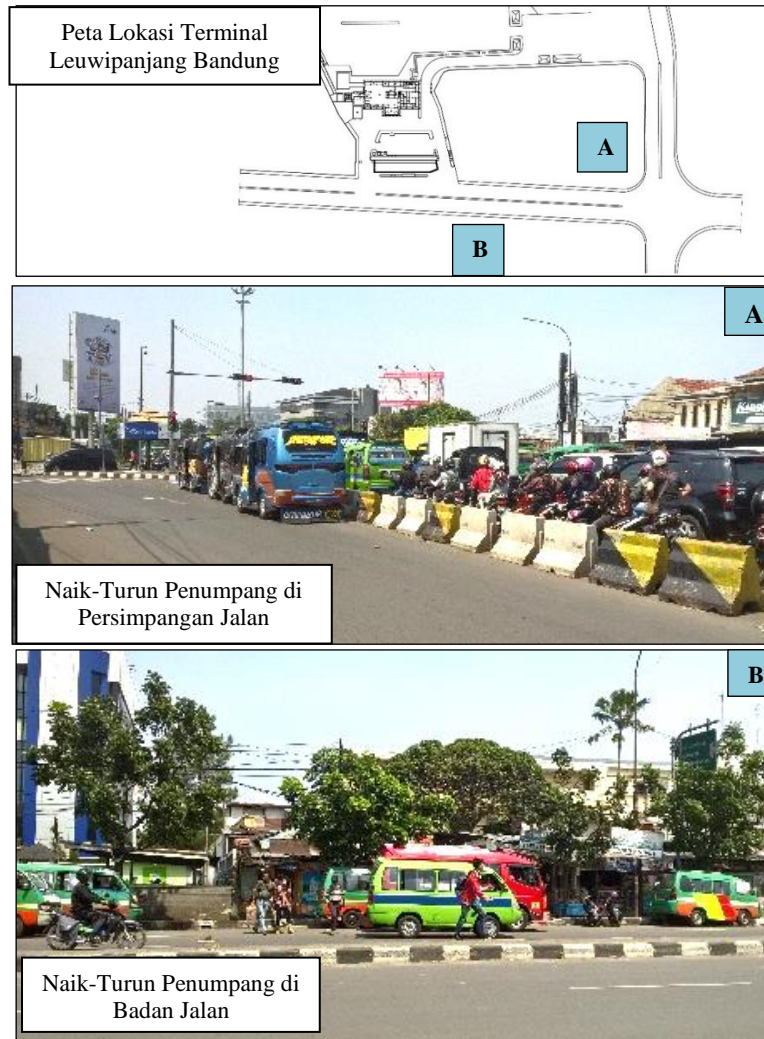 Peta Lokasi Terminal
Leuwipanjang Bandung
A
B
A
Naik-Turun Penumpang di
Persimpangan Jalan
B
Naik-Turun Penumpang di
Badan Jalan